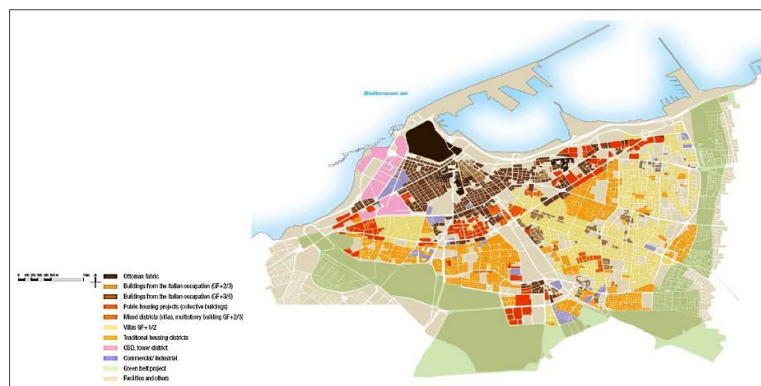 Mediterranean sea
Ottoman fabric
Buildings from the Italian occupation (GF+2/3)
Buildings from the Italian occupation (GF+3/6)
Public housing projects (collective buildings)
Mixed districts (villas, multistorey building GF+2/5)
Villas GF+1/2
Traditional housing districts
CBD, tower district
Commercial/ industrial
Green belt project
Facilities and others